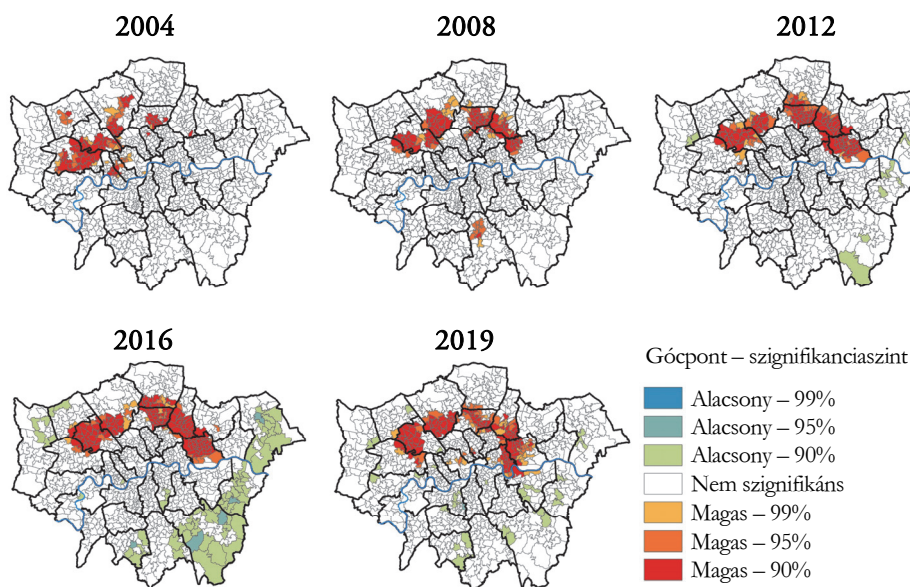 2004
2008
2012
2016
2019
Gócpont – szignifikanciaszint
Alacsony – 99%
Alacsony – 95%
Alacsony – 90%
Nem szignifikáns
Magas – 99%
Magas – 95%
Magas – 90%